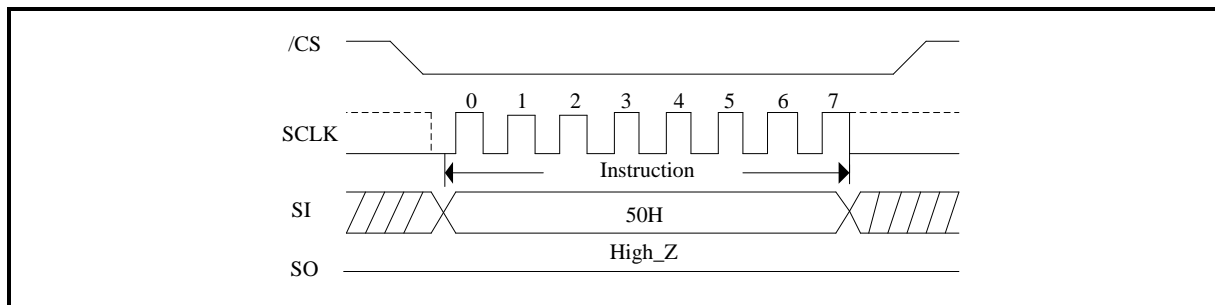 /CS
0 1 2 3 4 5 6 7
SCLK
Instruction
SI
50H
High_Z
SO